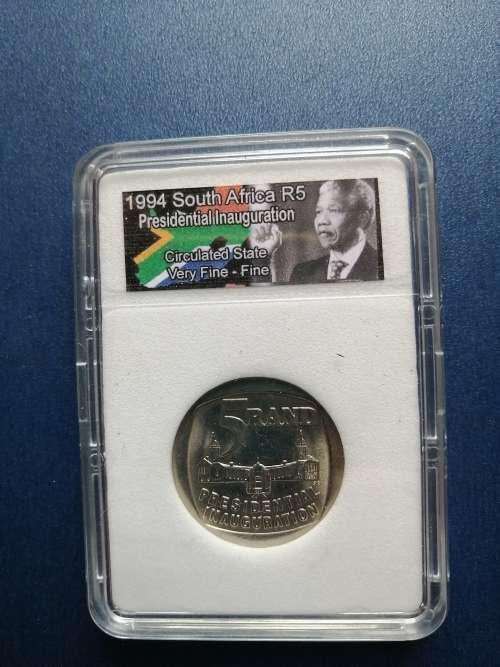 1994 South Africa R5
Presidential Inauguration
Circulated State
Very Fine - Fine
5 RAND
PRESIDENTIAL
INAUGURATION